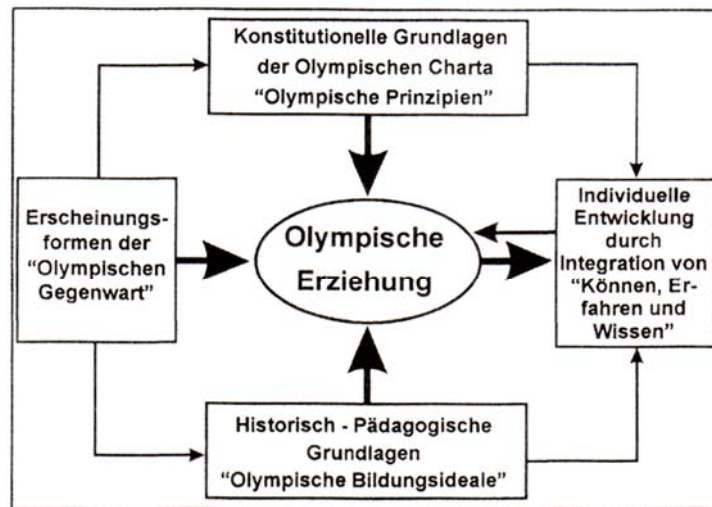 Konstitutionelle Grundlagen
der Olympischen Charta
“Olympische Prinzipien”
Erscheinungs-
formen der
“Olympischen
Gegenwart”
Olympische
Erziehung
Individuelle
Entwicklung
durch
Integration von
“Können, Er-
fahren und
Wissen”
Historisch - Pädagogische
Grundlagen
“Olympische Bildungsideale”